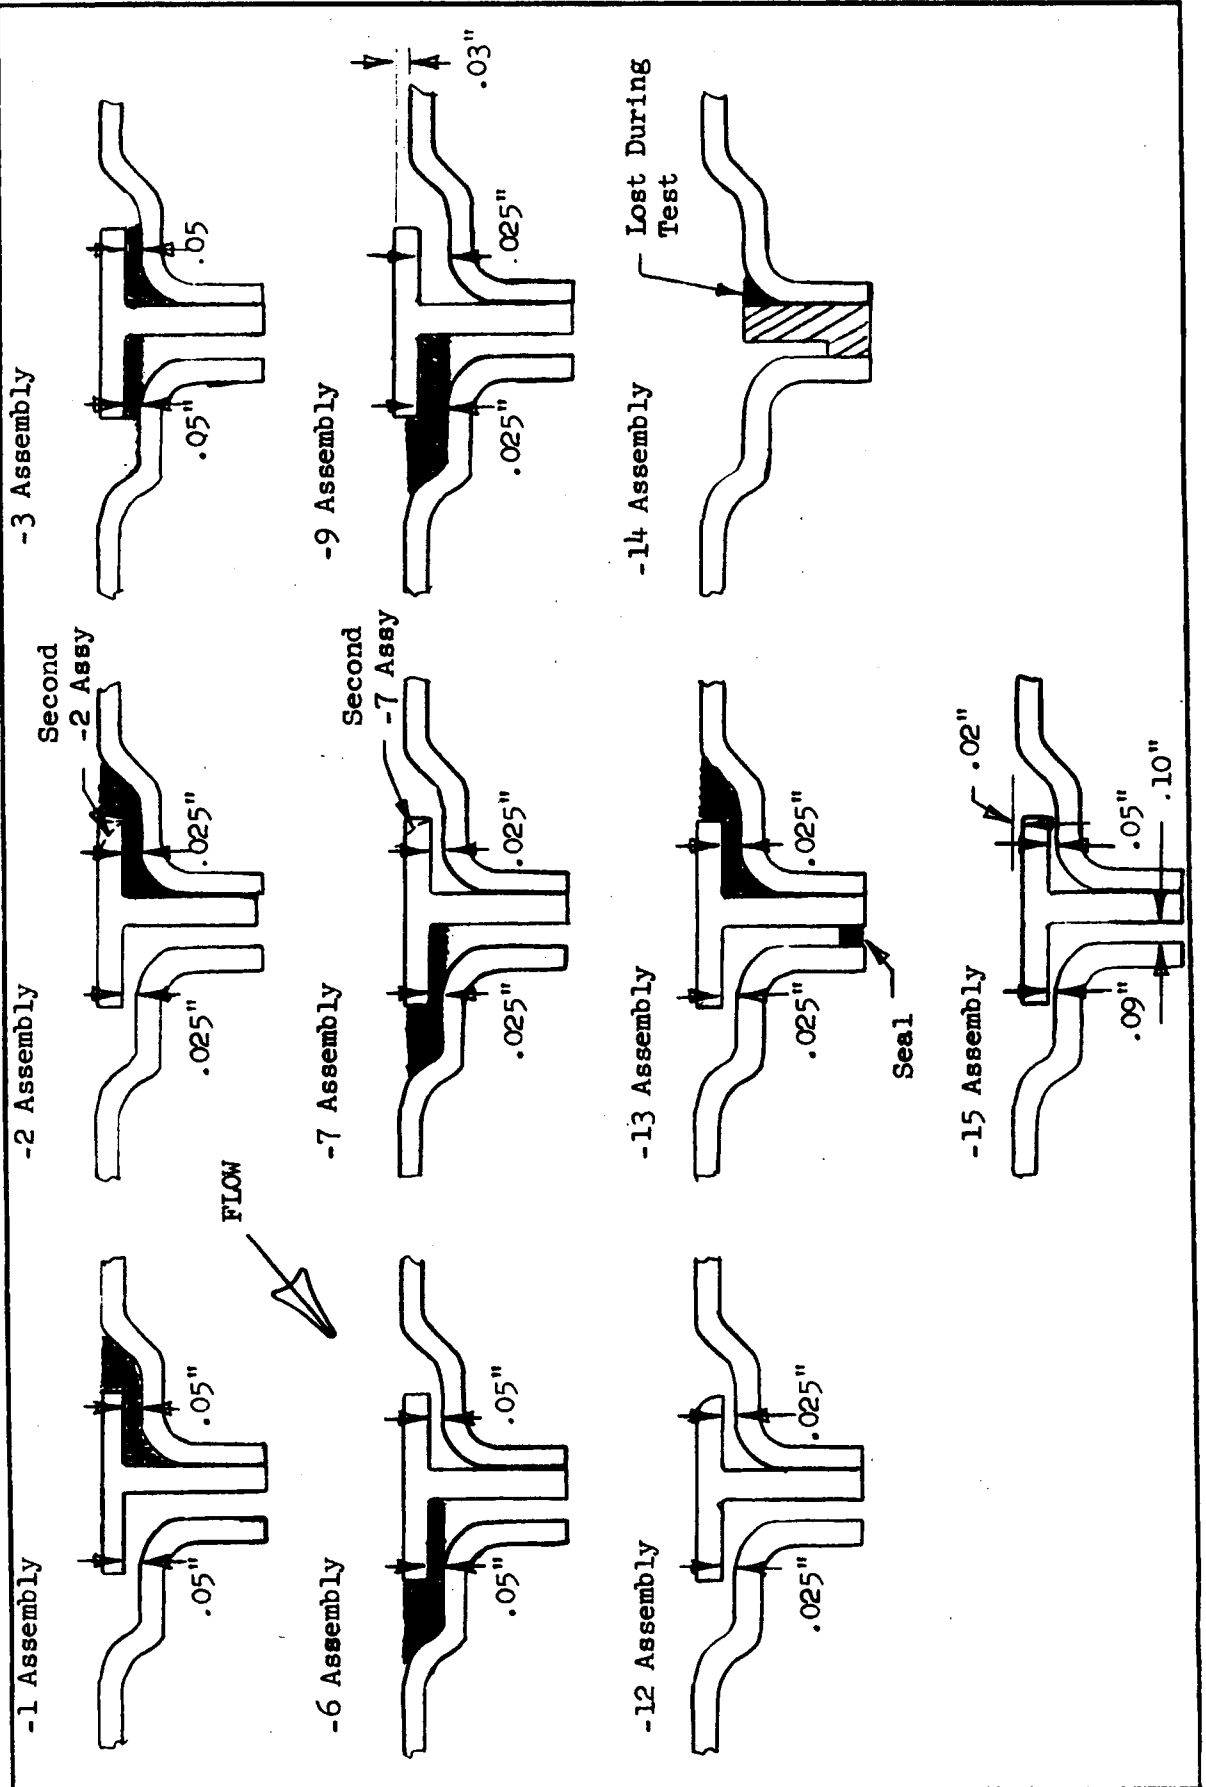 -1 Assembly
.05"
.05"
-2 Assembly
Second
-2 Assy
.025"
.025"
-3 Assembly
.05"
.05
FLOW
-6 Assembly
.05"
.05"
-7 Assembly
Second
-7 Assy
.025"
.025"
-9 Assembly
.03"
.025"
.025"
-12 Assembly
.025"
.025"
-13 Assembly
.025"
.025"
Seal
-14 Assembly
Lost During
Test
-15 Assembly
.02"
.09"
.05"
.10"